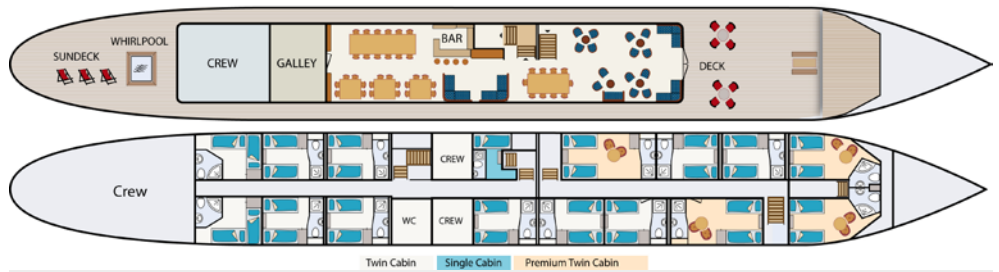 WHIRLPOOL
SUNDECK
CREW
GALLEY
BAR
DECK
Crew
CREW
WC
CREW
Twin Cabin
Single Cabin
Premium Twin Cabin